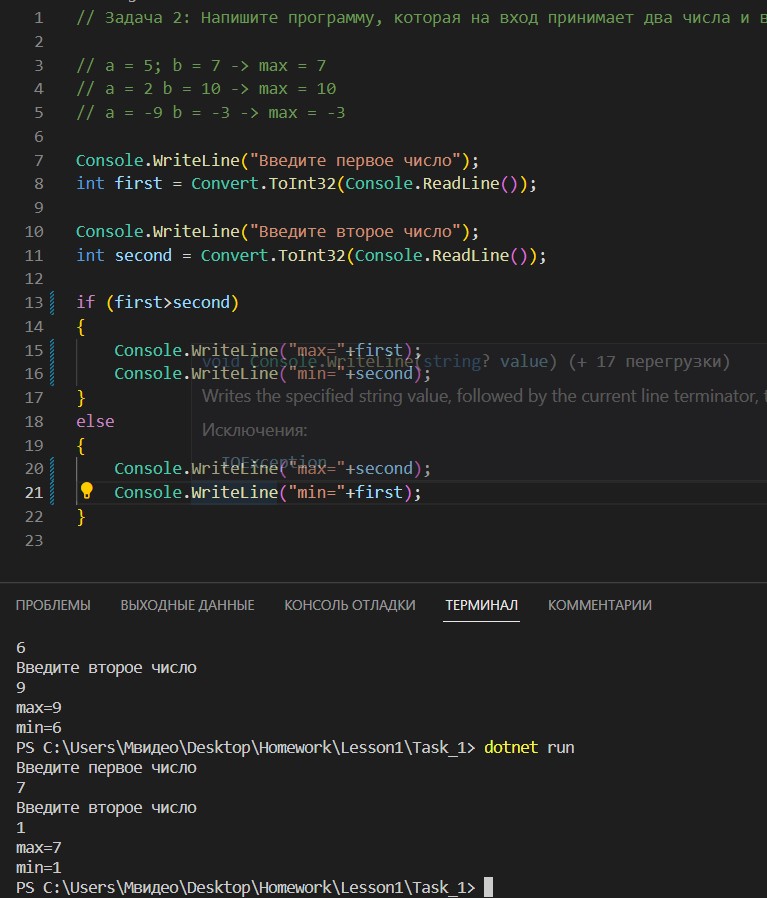 1 // Задача 2: Напишите программу, которая на вход принимает два числа и в
2
3 // a = 5; b = 7 -> max = 7
4 // a = 2 b = 10 -> max = 10
5 // a = -9 b = -3 -> max = -3
6
7 Console.WriteLine("Введите первое число");
8 int first = Convert.ToInt32(Console.ReadLine());
9
10 Console.WriteLine("Введите второе число");
11 int second = Convert.ToInt32(Console.ReadLine());
12
13 if (first>second)
14 {
15 Console.WriteLine("max="+first);
void Console.WriteLine(string? value) (+ 17 перегрузки)
16 Console.WriteLine("min="+second);
Writes the specified string value, followed by the current line terminator, t
17 }
18 else
Исключения:
19 {
IOException
20 Console.WriteLine("max="+second);
21 Console.WriteLine("min="+first);
22 }
23
ПРОБЛЕМЫ ВЫХОДНЫЕ ДАННЫЕ КОНСОЛЬ ОТЛАДКИ ТЕРМИНАЛ КОММЕНТАРИИ
6
Введите второе число
9
max=9
min=6
PS C:\Users\Мвидео\Desktop\Homework\Lesson1\Task_1> dotnet run
Введите первое число
7
Введите второе число
1
max=7
min=1
PS C:\Users\Мвидео\Desktop\Homework\Lesson1\Task_1>